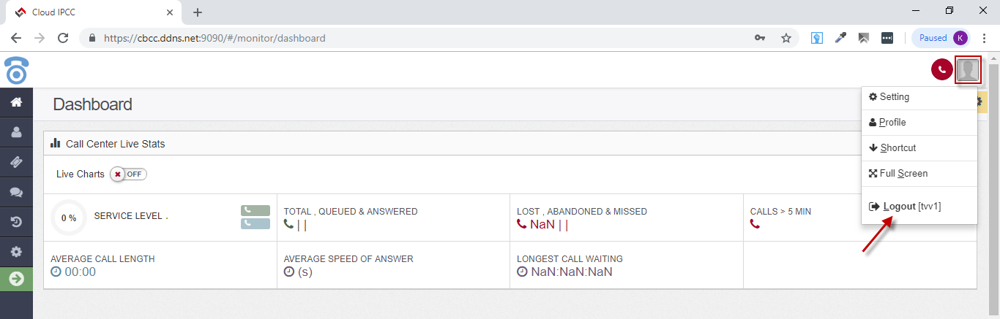 Cloud IPCC
https://cbcc.ddns.net:9090/#/monitor/dashboard
Paused K
Dashboard
Setting
Profile
Shortcut
Full Screen
Logout [tvv1]
Call Center Live Stats
Live Charts OFF
0 % SERVICE LEVEL .
TOTAL , QUEUED & ANSWERED
| |
LOST , ABANDONED & MISSED
NaN | |
CALLS > 5 MIN
AVERAGE CALL LENGTH
00:00
AVERAGE SPEED OF ANSWER
(s)
LONGEST CALL WAITING
NaN:NaN:NaN